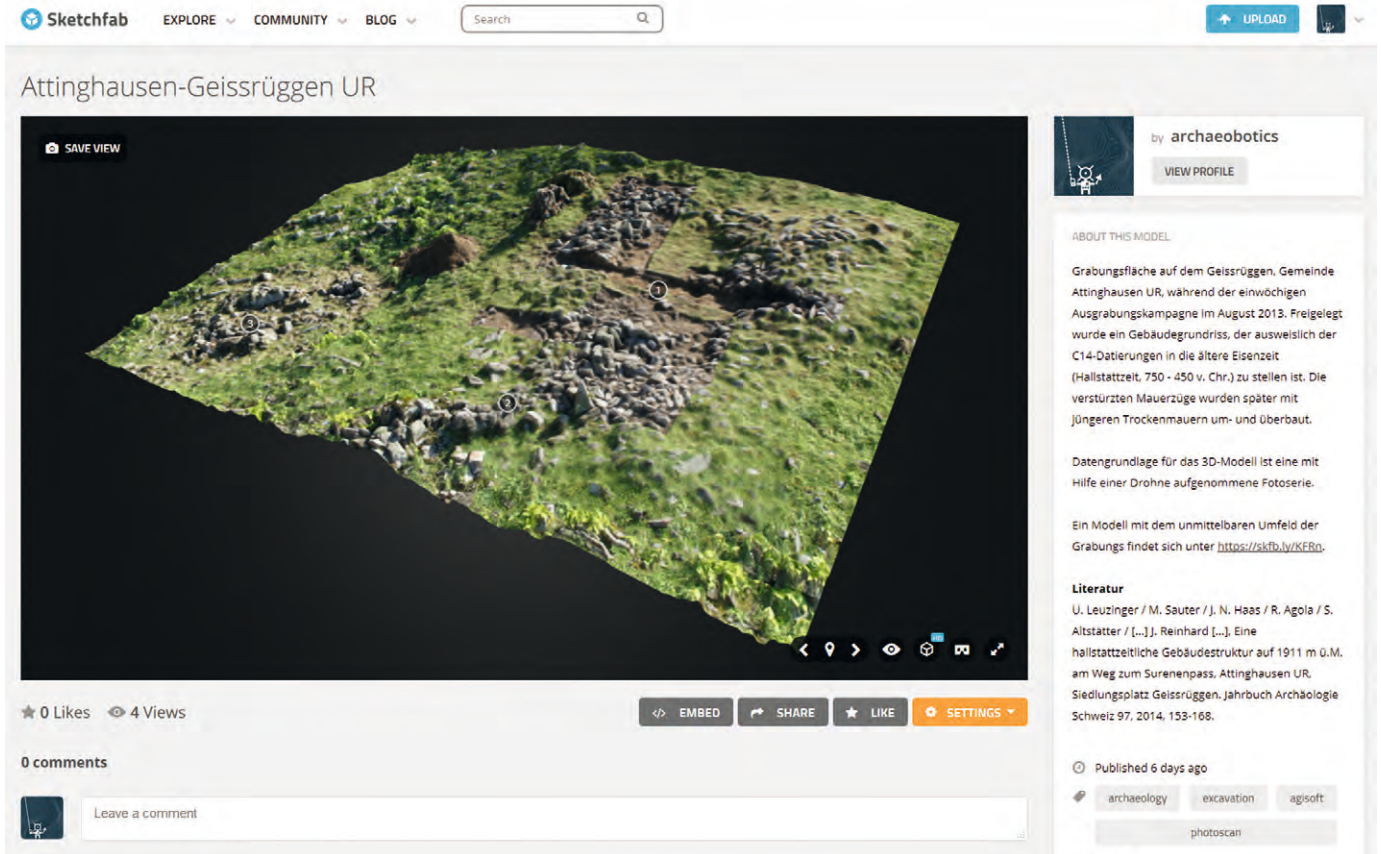 Sketchfab EXPLORE COMMUNITY BLOG Search UPLOAD
Attinghausen-Geissrüggen UR
SAVE VIEW
1
3
2
HD
0 Likes 4 Views
</> EMBED SHARE LIKE SETTINGS
0 comments
Leave a comment
by archaeobotics
VIEW PROFILE
ABOUT THIS MODEL
Grabungsfläche auf dem Geissrüggen, Gemeinde
Attinghausen UR, während der einwöchigen
Ausgrabungskampagne im August 2013. Freigelegt
wurde ein Gebäudegrundriss, der ausweislich der
C14-Datierungen in die ältere Eisenzeit
(Hallstattzeit, 750 - 450 v. Chr.) zu stellen ist. Die
verstürzten Mauerzüge wurden später mit
jüngeren Trockenmauern um- und überbaut.
Datengrundlage für das 3D-Modell ist eine mit
Hilfe einer Drohne aufgenommene Fotoserie.
Ein Modell mit dem unmittelbaren Umfeld der
Grabungs findet sich unter https://skfb.ly/KFRn.
Literatur
U. Leuzinger / M. Sauter / J. N. Haas / R. Agola / S.
Altstätter / [...] J. Reinhard [...], Eine
hallstattzeitliche Gebäudestruktur auf 1911 m ü.M.
am Weg zum Surenenpass, Attinghausen UR,
Siedlungsplatz Geissrüggen. Jahrbuch Archäologie
Schweiz 97, 2014, 153-168.
Published 6 days ago
archaeology excavation agisoft
photoscan